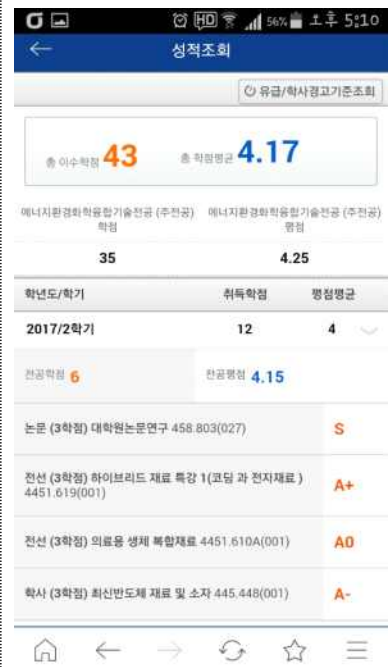 HD 56% 오후 5:10
성적조회
유급/학사경고기준조회
총 이수학점 43 총 학점평균 4.17
에너지환경화학융합기술전공 (주전공) 학점
에너지환경화학융합기술전공 (주전공) 평점
35 4.25
학년도/학기 취득학점 평점평균
2017/2학기 12 4
전공학점 6 전공평점 4.15
논문 (3학점) 대학원논문연구 458.803(027) S
전선 (3학점) 하이브리드 재료 특강 1(코팅 과 전자재료 )
4451.619(001) A+
전선 (3학점) 의료용 생체 복합재료 4451.610A(001) A0
학사 (3학점) 최신반도체 재료 및 소자 445.448(001) A-